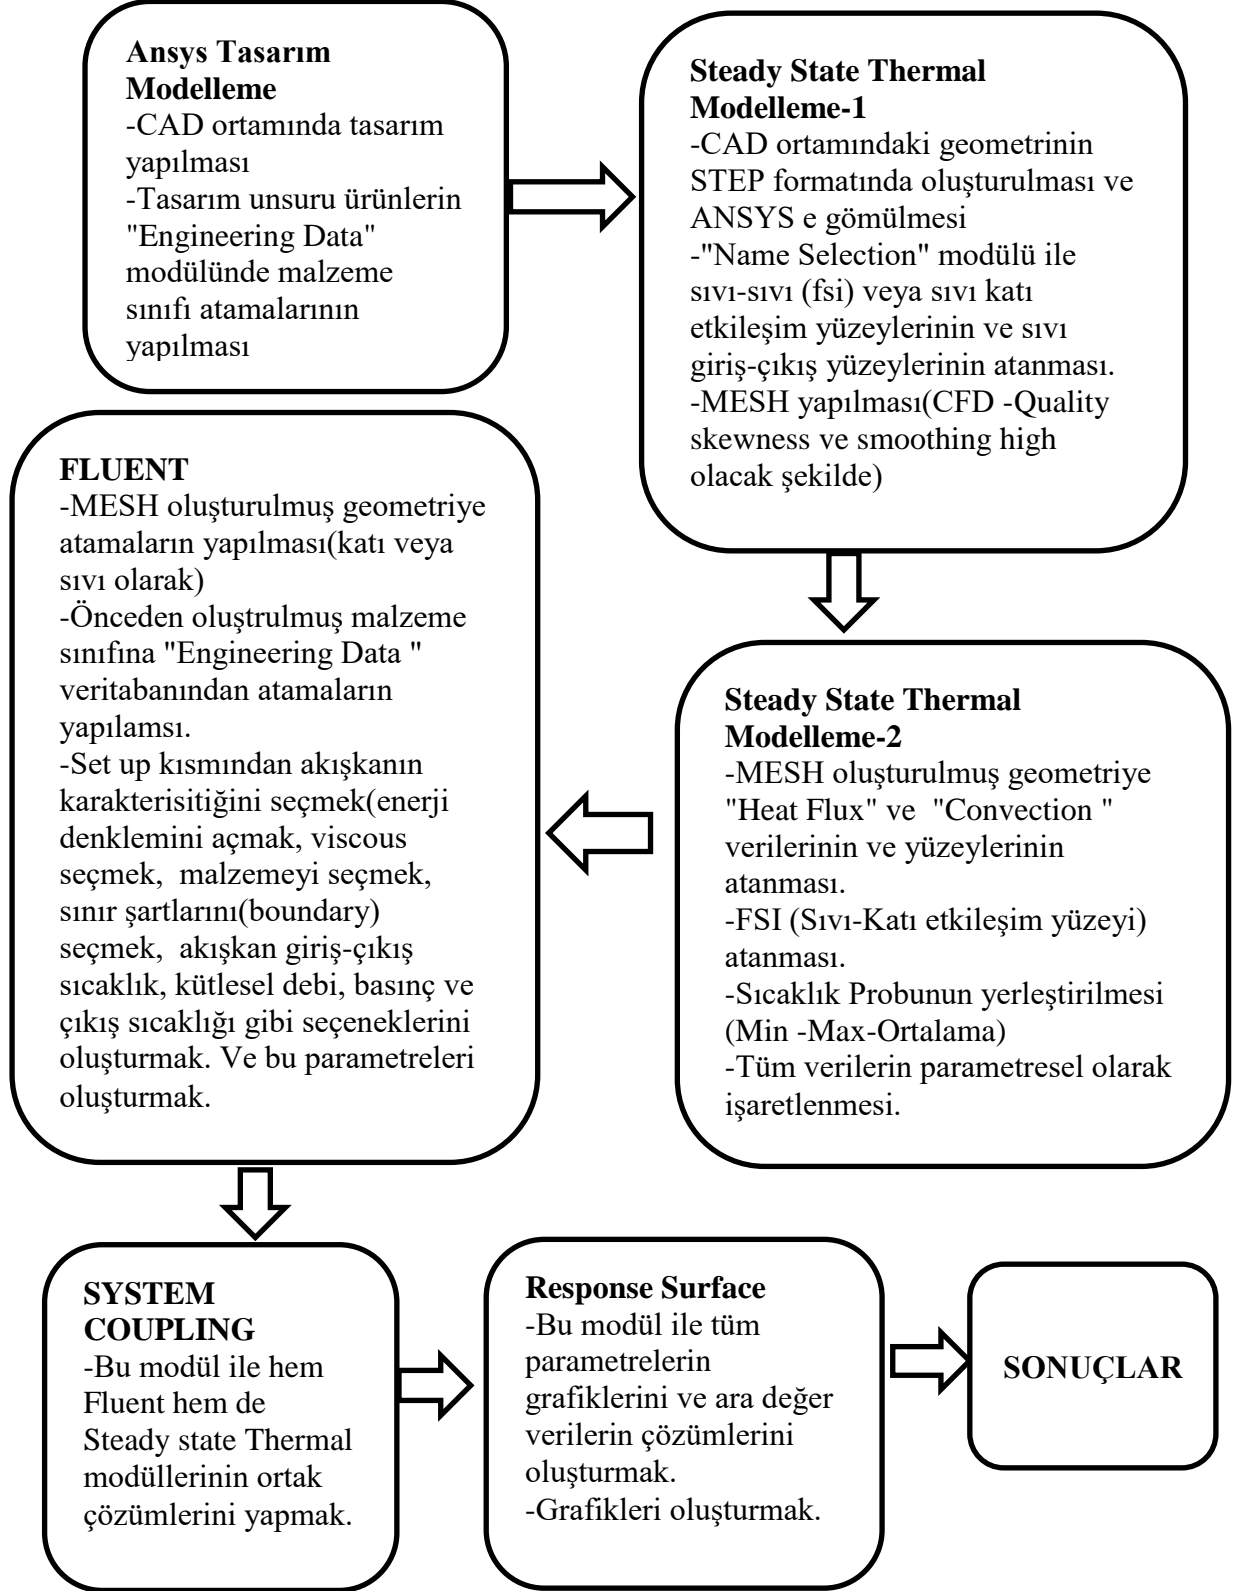 Ansys Tasarım
Modelleme
-CAD ortamında tasarım
yapılması
-Tasarım unsuru ürünlerin
"Engineering Data"
modülünde malzeme
sınıfı atamalarının
yapılması
Steady State Thermal
Modelleme-1
-CAD ortamındaki geometrinin
STEP formatında oluşturulması ve
ANSYS e gömülmesi
-"Name Selection" modülü ile
sıvı-sıvı (fsi) veya sıvı katı
etkileşim yüzeylerinin ve sıvı
giriş-çıkış yüzeylerinin atanması.
-MESH yapılması(CFD -Quality
skewness ve smoothing high
olacak şekilde)
Steady State Thermal
Modelleme-2
-MESH oluşturulmuş geometriye
"Heat Flux" ve  "Convection "
verilerinin ve yüzeylerinin
atanması.
-FSI (Sıvı-Katı etkileşim yüzeyi)
atanması.
-Sıcaklık Probunun yerleştirilmesi
(Min -Max-Ortalama)
-Tüm verilerin parametresel olarak
işaretlenmesi.
FLUENT
-MESH oluşturulmuş geometriye
atamaların yapılması(katı veya
sıvı olarak)
-Önceden oluştrulmuş malzeme
sınıfına "Engineering Data "
veritabanından atamaların
yapılamsı.
-Set up kısmından akışkanın
karakterisitiğini seçmek(enerji
denklemini açmak, viscous
seçmek,  malzemeyi seçmek,
sınır şartlarını(boundary)
seçmek,  akışkan giriş-çıkış
sıcaklık, kütlesel debi, basınç ve
çıkış sıcaklığı gibi seçeneklerini
oluşturmak. Ve bu parametreleri
oluşturmak.
SYSTEM
COUPLING
-Bu modül ile hem
Fluent hem de
Steady state Thermal
modüllerinin ortak
çözümlerini yapmak.
Response Surface
-Bu modül ile tüm
parametrelerin
grafiklerini ve ara değer
verilerin çözümlerini
oluşturmak.
-Grafikleri oluşturmak.
SONUÇLAR